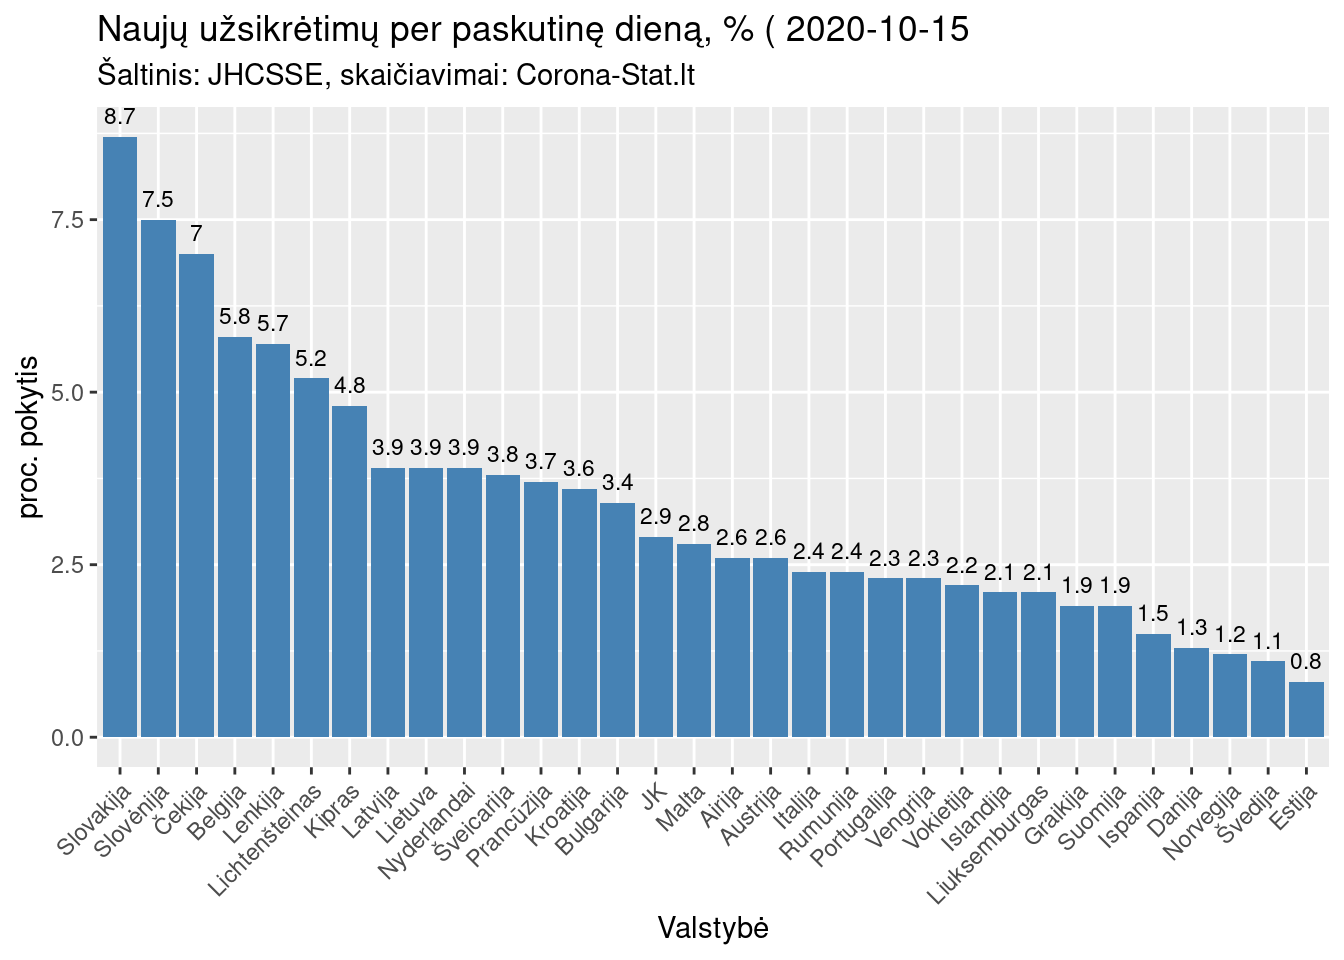 Naujų užsikrėtimų per paskutinę dieną, % ( 2020-10-15
Šaltinis: JHCSSE, skaičiavimai: Corona-Stat.lt
proc. pokytis
7.5
5.0
2.5
0.0
8.7
7.5
7
5.8
5.7
5.2
4.8
3.9
3.9
3.9
3.8
3.7
3.6
3.4
2.9
2.8
2.6
2.6
2.4
2.4
2.3
2.3
2.2
2.1
2.1
1.9
1.9
1.5
1.3
1.2
1.1
0.8
Slovakija
Slovėnija
Čekija
Belgija
Lenkija
Lichtenšteinas
Kipras
Latvija
Lietuva
Nyderlandai
Šveicarija
Prancūzija
Kroatija
Bulgarija
JK
Malta
Airija
Austrija
Italija
Rumunija
Portugalija
Vengrija
Vokietija
Islandija
Liuksemburgas
Graikija
Suomija
Ispanija
Danija
Norvegija
Švedija
Estija
Valstybė